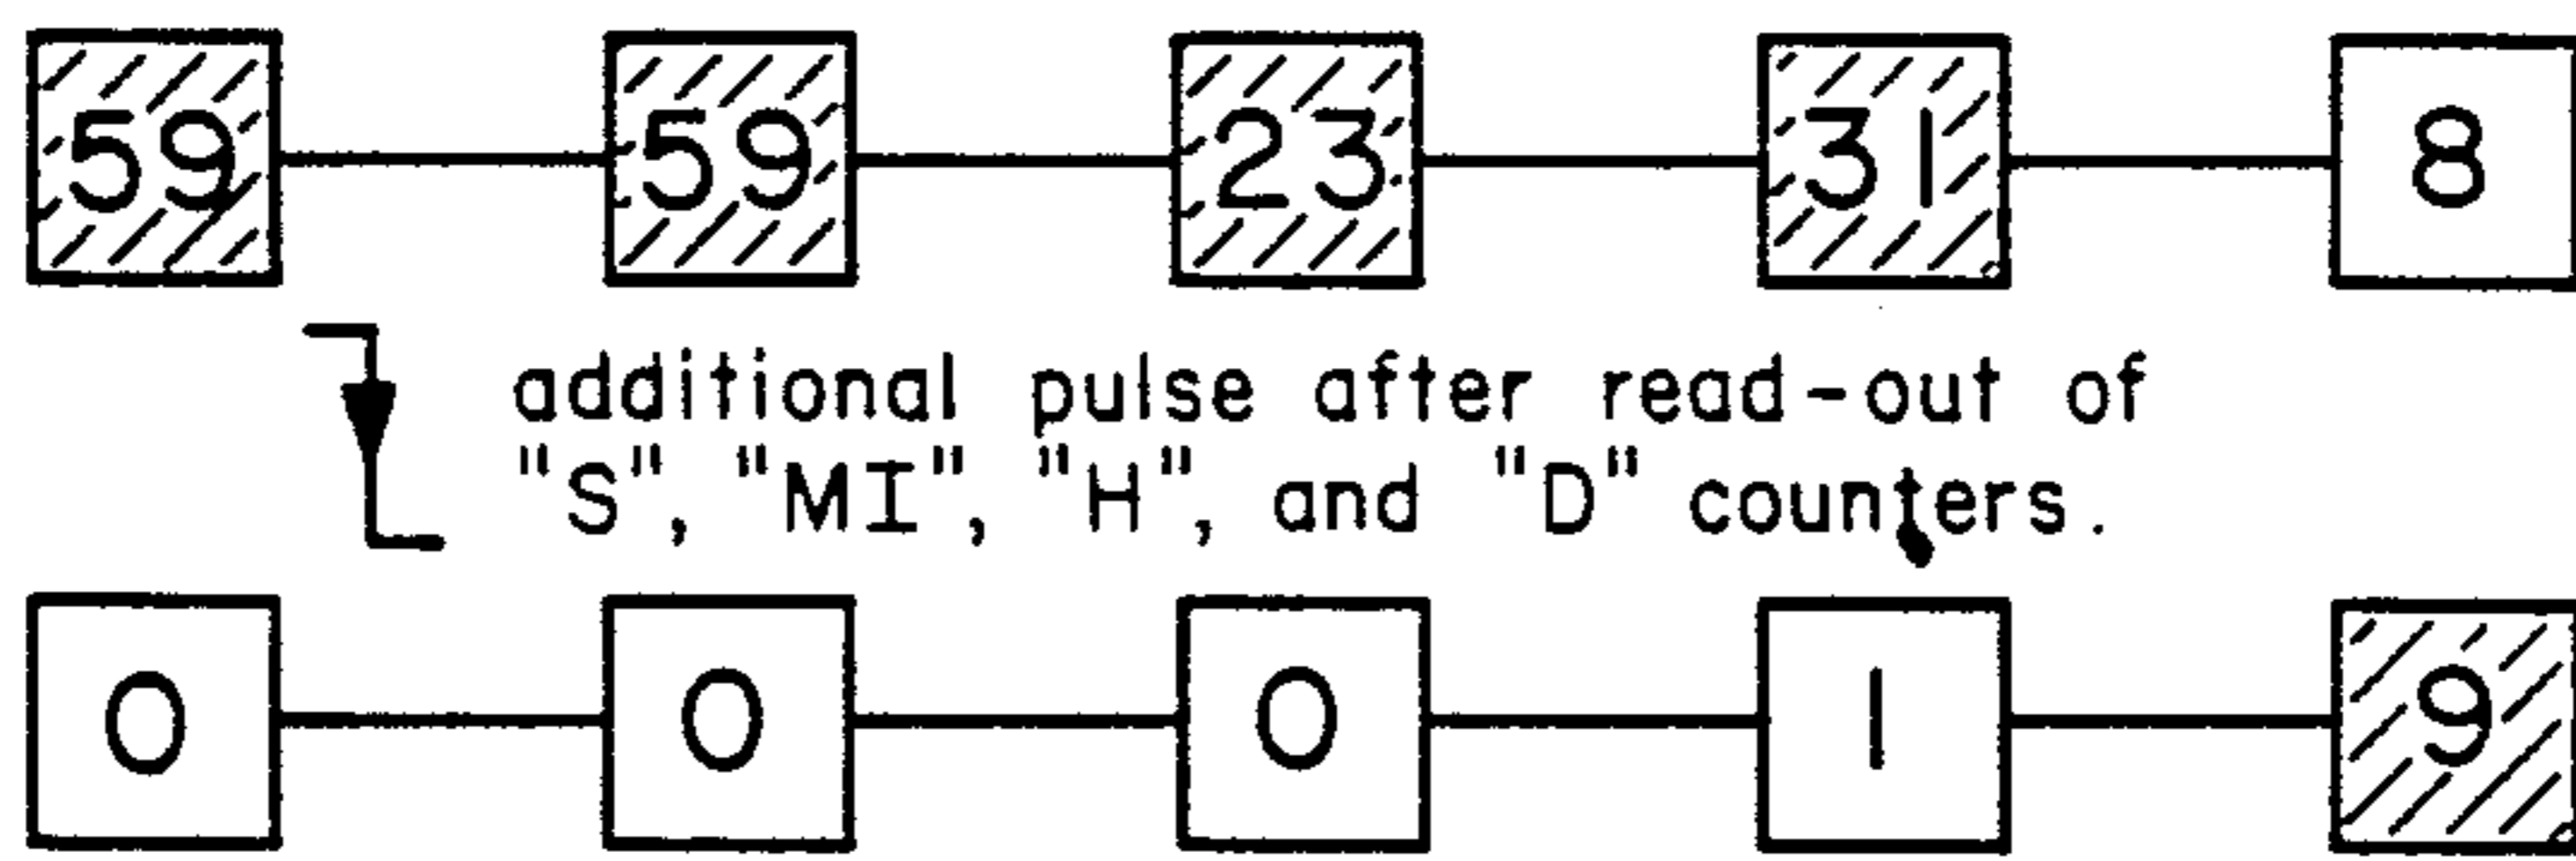 59 59 23 31 8
additional pulse after read-out of
"S", "MI", "H", and "D" counters.
0 0 0 1 9